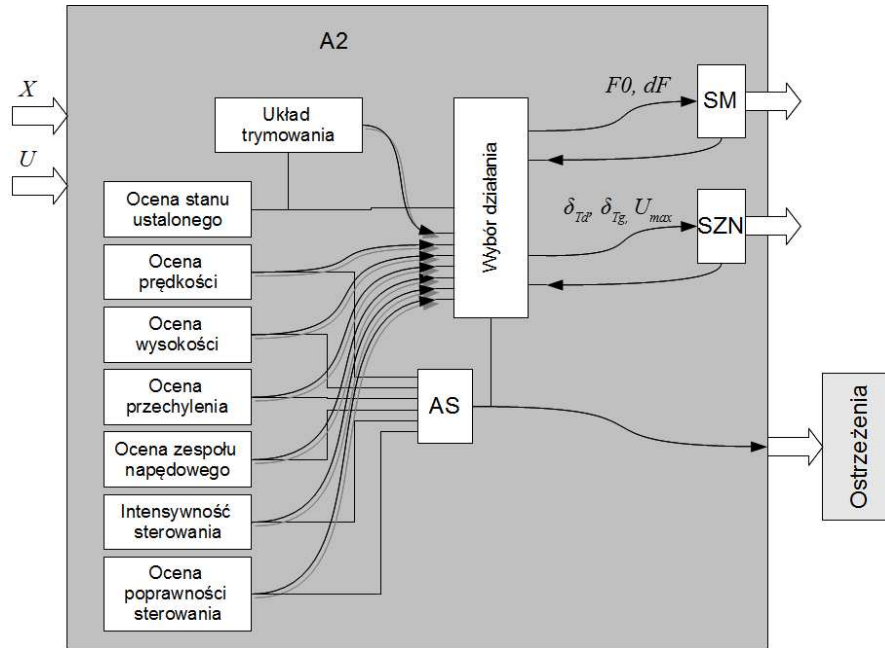 A2
X
U
Układ
trymowania
Ocena stanu
ustalonego
Ocena
prędkości
Ocena
wysokości
Ocena
przechylenia
Ocena zespołu
napędowego
Intensywność
sterowania
Ocena
poprawności
sterowania
Wybór działania
AS
F0, dF
SM
δTd, δTg, Umax
SZN
Ostrzeżenia